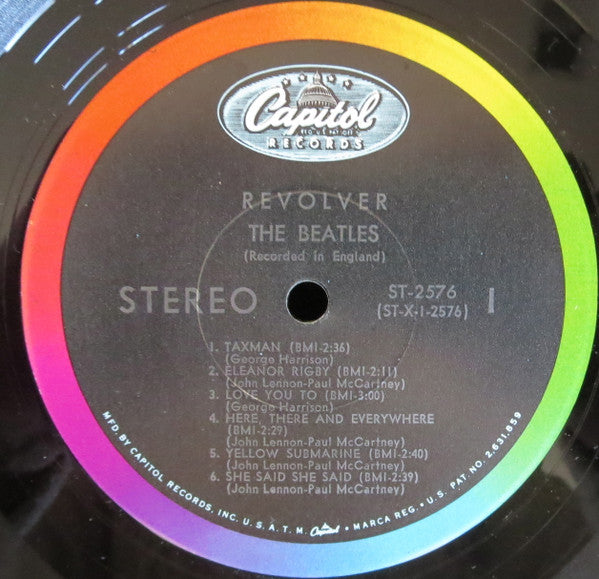 Capitol
RECORDS
REVOLVER
THE BEATLES
(Recorded in England)
STEREO
ST-2576
(ST-X-1-2576)
1
1. TAXMAN (BMI-2:36)
(George Harrison)
2. ELEANOR RIGBY (BMI-2:11)
(John Lennon-Paul McCartney)
3. LOVE YOU TO (BMI-3:00)
(George Harrison)
4. HERE, THERE AND EVERYWHERE
(BMI-2:29)
(John Lennon-Paul McCartney)
5. YELLOW SUBMARINE (BMI-2:40)
(John Lennon-Paul McCartney)
6. SHE SAID SHE SAID (BMI-2:39)
(John Lennon-Paul McCartney)
MFD. BY CAPITOL RECORDS, INC. U. S. A. T. M. Capitol • MARCA REG. • U. S. PAT. NO. 2,631,859